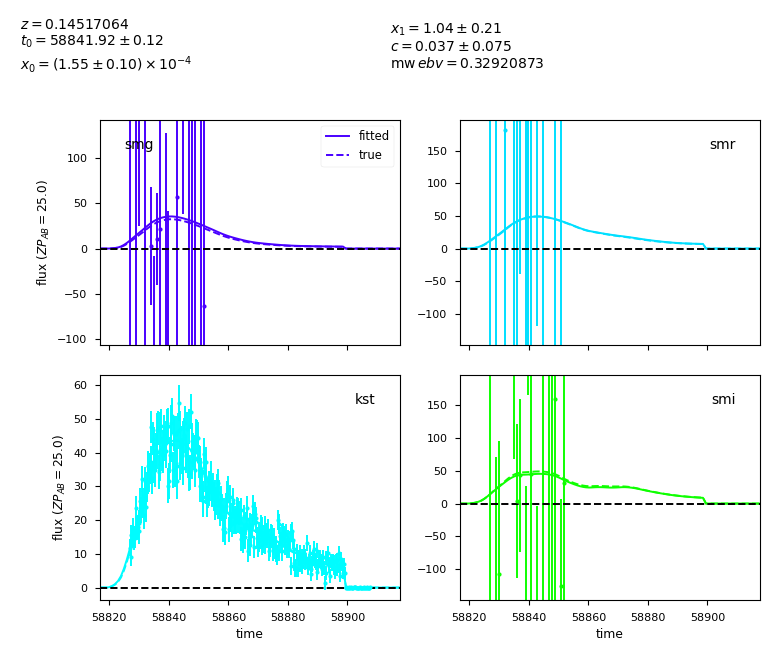 z = 0.14517064
t₀ = 58841.92 ± 0.12
x₀ = (1.55 ± 0.10) × 10⁻⁴
x₁ = 1.04 ± 0.21
c = 0.037 ± 0.075
mw ebv = 0.32920873
smg
fitted
true
100
50
0
−50
−100
flux (ZP_AB = 25.0)
smr
150
100
50
0
−50
−100
kst
60
50
40
30
20
10
0
flux (ZP_AB = 25.0)
58820 58840 58860 58880 58900
time
smi
150
100
50
0
−50
−100
58820 58840 58860 58880 58900
time